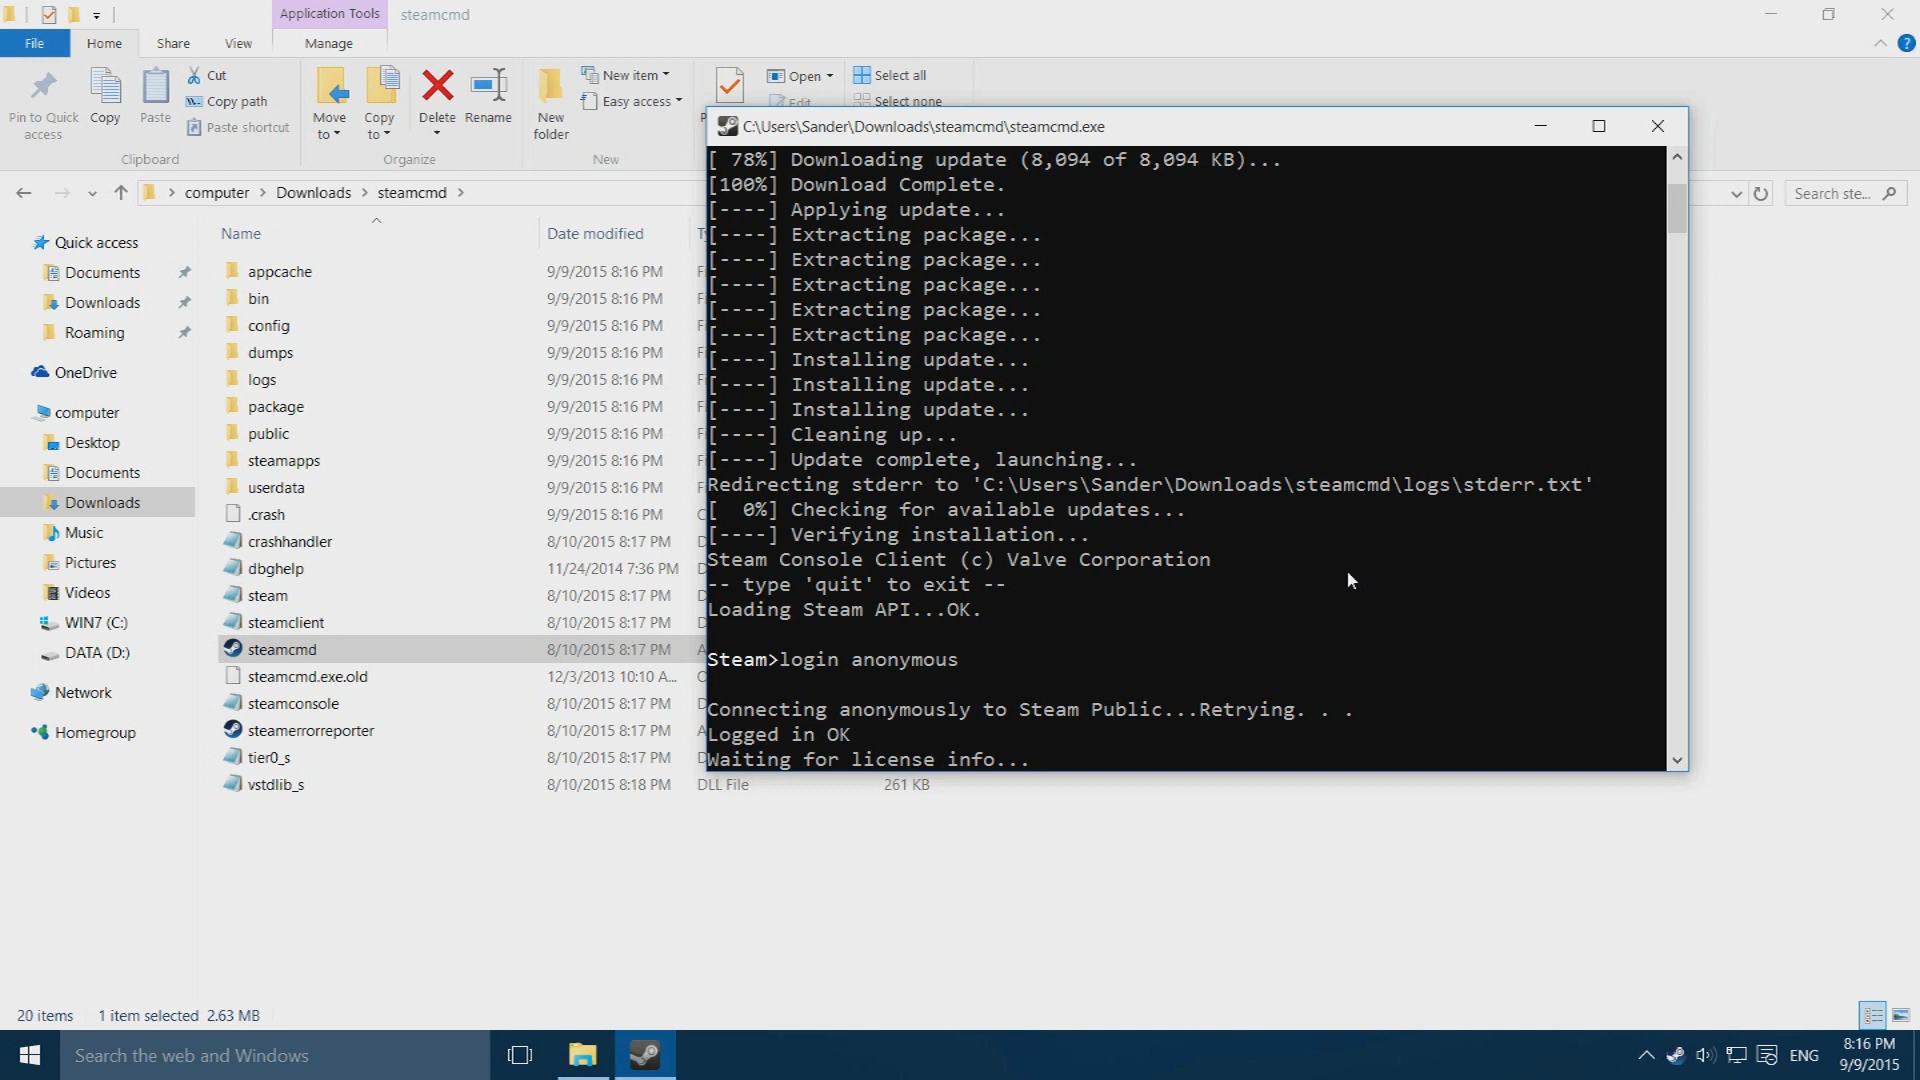 Application Tools
steamcmd
File
Home
Share
View
Manage
Pin to Quick access
Copy
Paste
Cut
Copy path
Paste shortcut
Clipboard
Move to
Copy to
Delete
Rename
Organize
New folder
New item
Easy access
New
Open
Edit
Select all
Select none
computer
Downloads
steamcmd
Search ste...
Quick access
Documents
Downloads
Roaming
OneDrive
computer
Desktop
Documents
Downloads
Music
Pictures
Videos
WIN7 (C:)
DATA (D:)
Network
Homegroup
Name Date modified
appcache 9/9/2015 8:16 PM
bin 9/9/2015 8:16 PM
config 9/9/2015 8:16 PM
dumps 9/9/2015 8:16 PM
logs 9/9/2015 8:16 PM
package 9/9/2015 8:16 PM
public 9/9/2015 8:16 PM
steamapps 9/9/2015 8:16 PM
userdata 9/9/2015 8:16 PM
.crash 9/9/2015 8:16 PM
crashhandler 8/10/2015 8:17 PM
dbghelp 11/24/2014 7:36 PM
steam 8/10/2015 8:17 PM
steamclient 8/10/2015 8:17 PM
steamcmd 8/10/2015 8:17 PM
steamcmd.exe.old 12/3/2013 10:10 A...
steamconsole 8/10/2015 8:17 PM
steamerrorreporter 8/10/2015 8:17 PM
tier0_s 8/10/2015 8:17 PM
vstdlib_s 8/10/2015 8:18 PM DLL File 261 KB
C:\Users\Sander\Downloads\steamcmd\steamcmd.exe
[ 78%] Downloading update (8,094 of 8,094 KB)...
[100%] Download Complete.
[----] Applying update...
[----] Extracting package...
[----] Extracting package...
[----] Extracting package...
[----] Extracting package...
[----] Extracting package...
[----] Installing update...
[----] Installing update...
[----] Installing update...
[----] Cleaning up...
[----] Update complete, launching...
Redirecting stderr to 'C:\Users\Sander\Downloads\steamcmd\logs\stderr.txt'
[  0%] Checking for available updates...
[----] Verifying installation...
Steam Console Client (c) Valve Corporation
-- type 'quit' to exit --
Loading Steam API...OK.
Steam>login anonymous
Connecting anonymously to Steam Public...Retrying. . .
Logged in OK
Waiting for license info...
20 items 1 item selected 2.63 MB
Search the web and Windows
ENG
8:16 PM
9/9/2015